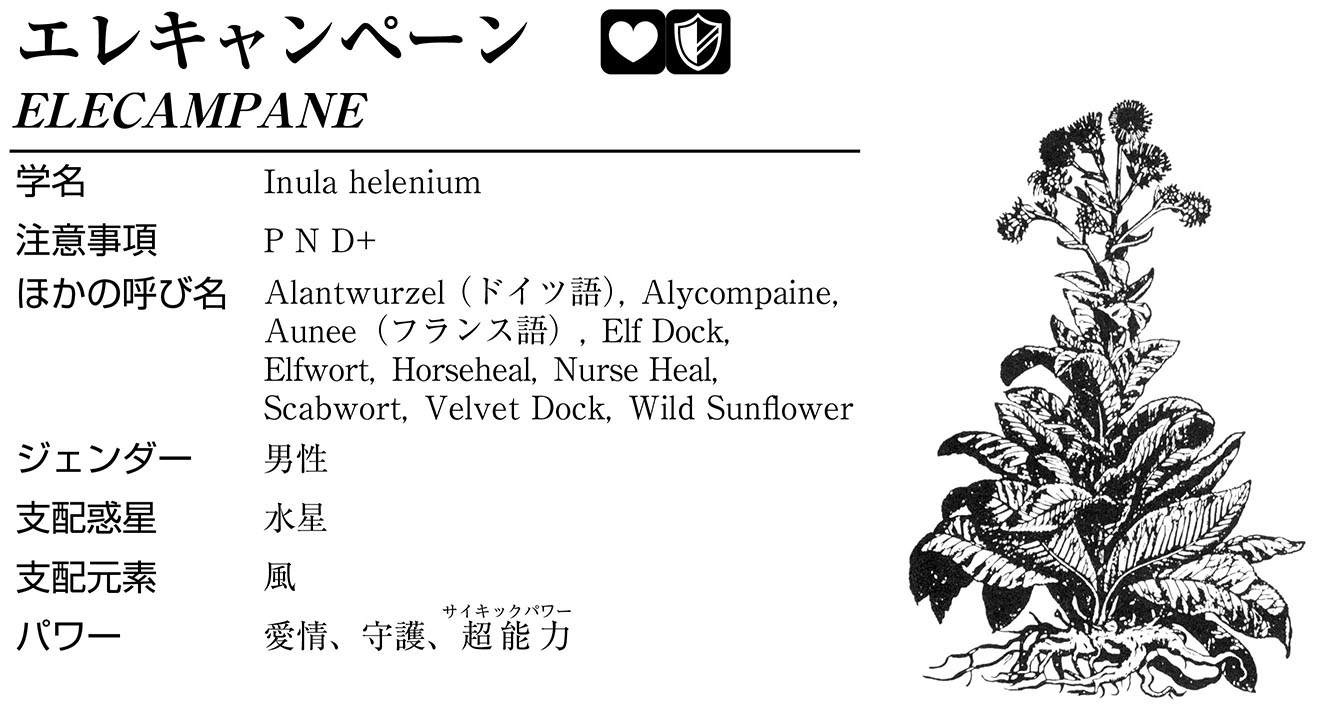 エレキャンペーン
ELECAMPANE
学名 Inula helenium
注意事項 P N D+
ほかの呼び名 Alantwurzel（ドイツ語）, Alycompaine,
Aunee（フランス語）, Elf Dock,
Elfwort, Horseheal, Nurse Heal,
Scabwort, Velvet Dock, Wild Sunflower
ジェンダー 男性
支配惑星 水星
支配元素 風
サイキックパワー
パワー 愛情、守護、超能力